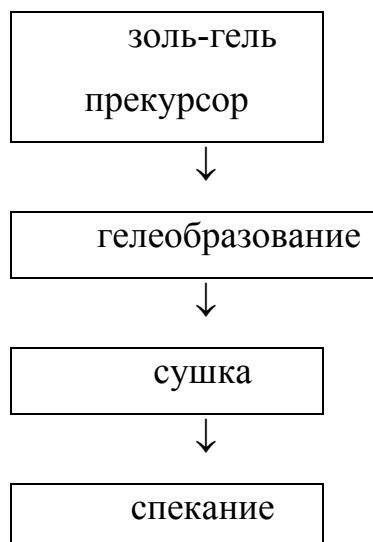 золь-гель
прекурсор
↓
гелеобразование
↓
сушка
↓
спекание